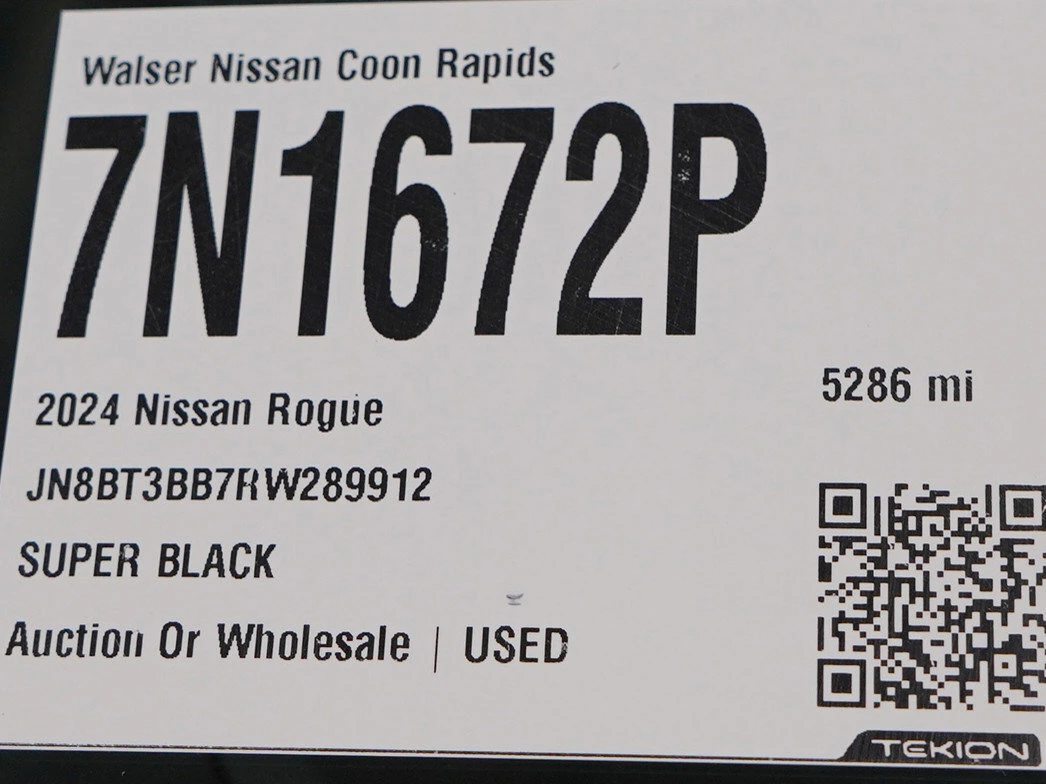 Walser Nissan Coon Rapids
7N1672P
5286 mi
2024 Nissan Rogue
JN8BT3BB7RW289912
SUPER BLACK
Auction Or Wholesale | USED
TEKION